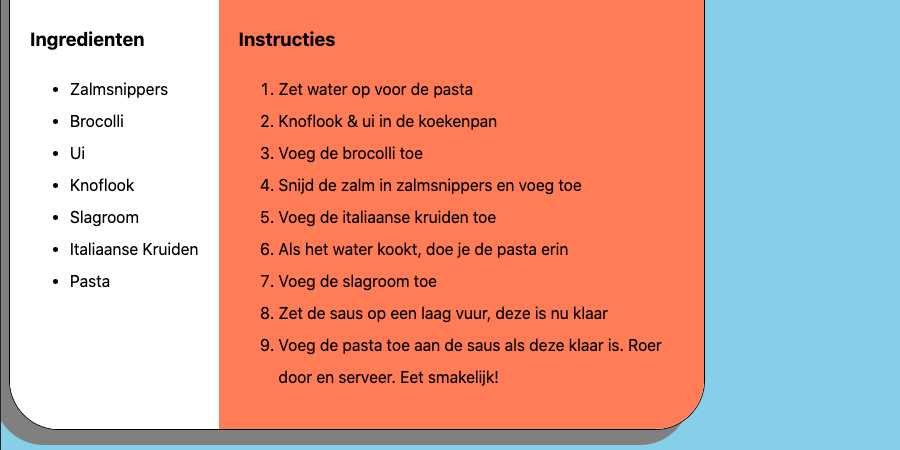 Ingredienten
• Zalmsnippers
• Brocolli
• Ui
• Knoflook
• Slagroom
• Italiaanse Kruiden
• Pasta
Instructies
1. Zet water op voor de pasta
2. Knoflook & ui in de koekenpan
3. Voeg de brocolli toe
4. Snijd de zalm in zalmsnippers en voeg toe
5. Voeg de italiaanse kruiden toe
6. Als het water kookt, doe je de pasta erin
7. Voeg de slagroom toe
8. Zet de saus op een laag vuur, deze is nu klaar
9. Voeg de pasta toe aan de saus als deze klaar is. Roer
door en serveer. Eet smakelijk!